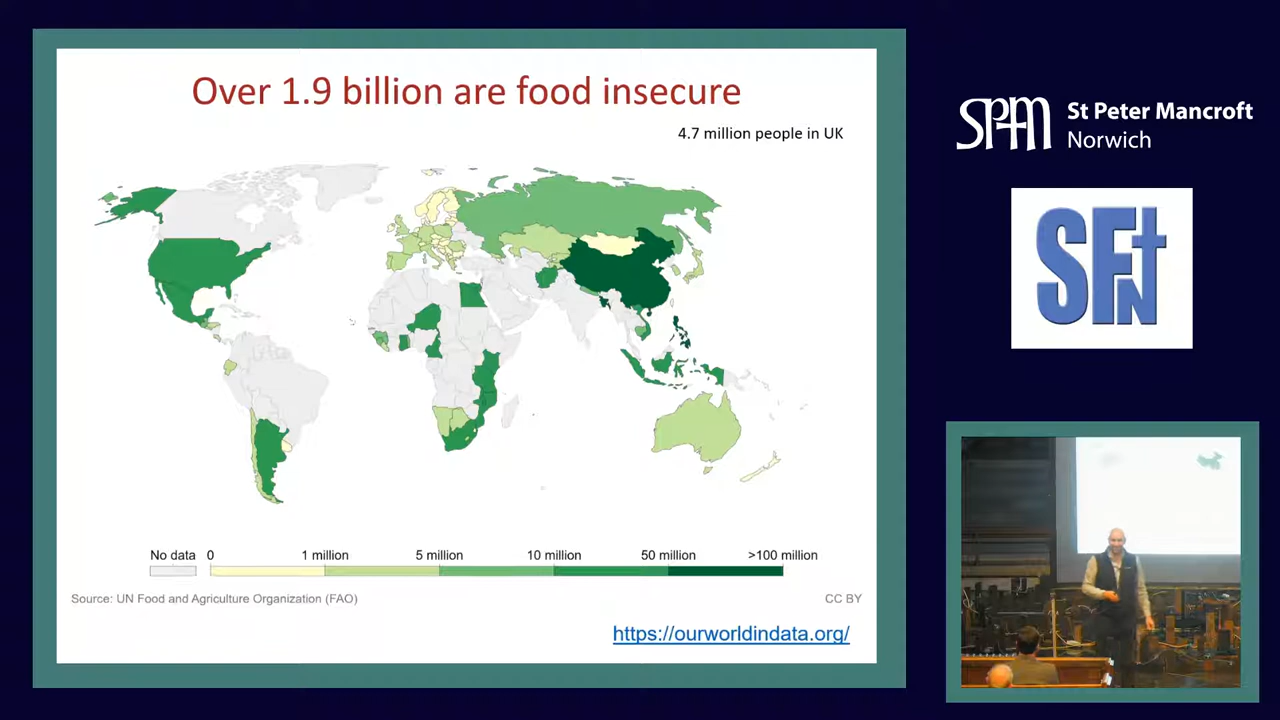 Over 1.9 billion are food insecure
4.7 million people in UK
No data 0 1 million 5 million 10 million 50 million >100 million
Source: UN Food and Agriculture Organization (FAO)
CC BY
https://ourworldindata.org/
SPM St Peter Mancroft
Norwich
SFN